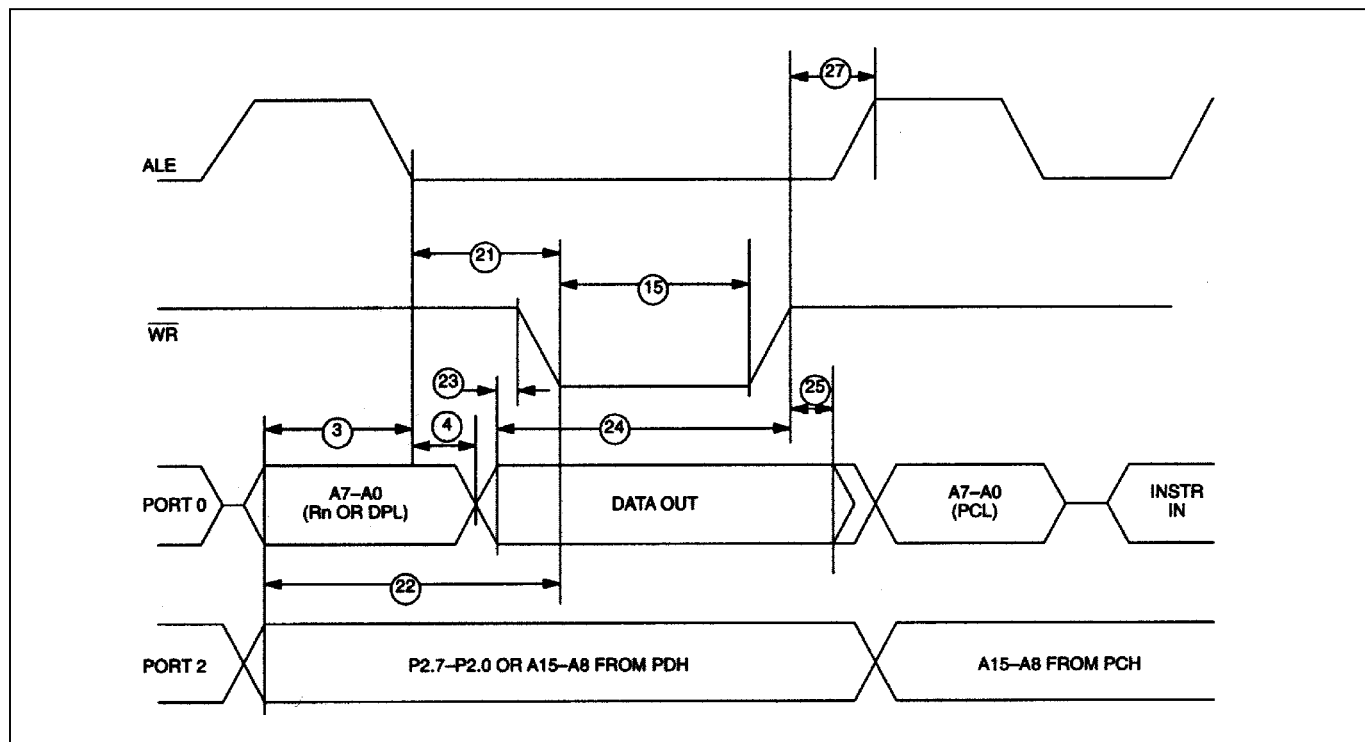 27
ALE
21
15
WR
23
25
3
4
24
PORT 0
A7–A0
(Rn OR DPL)
DATA OUT
A7–A0
(PCL)
INSTR
IN
22
PORT 2
P2.7–P2.0 OR A15–A8 FROM PDH
A15–A8 FROM PCH